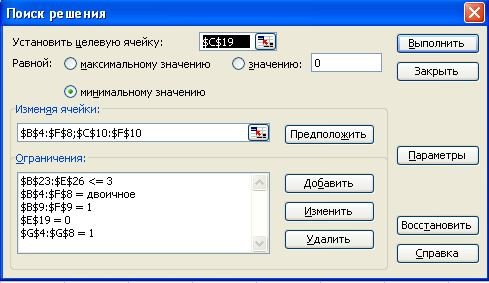 Поиск решения
Установить целевую ячейку: $C$19 Выполнить
Равной: максимальному значению значению: 0 Закрыть
минимальному значению
Изменяя ячейки:
$B$4:$F$8;$C$10:$F$10 Предположить
Ограничения: Параметры
$B$23:$E$26 <= 3 Добавить
$B$4:$F$8 = двоичное
$B$9:$F$9 = 1 Изменить
$E$19 = 0 Восстановить
$G$4:$G$8 = 1 Удалить
Справка